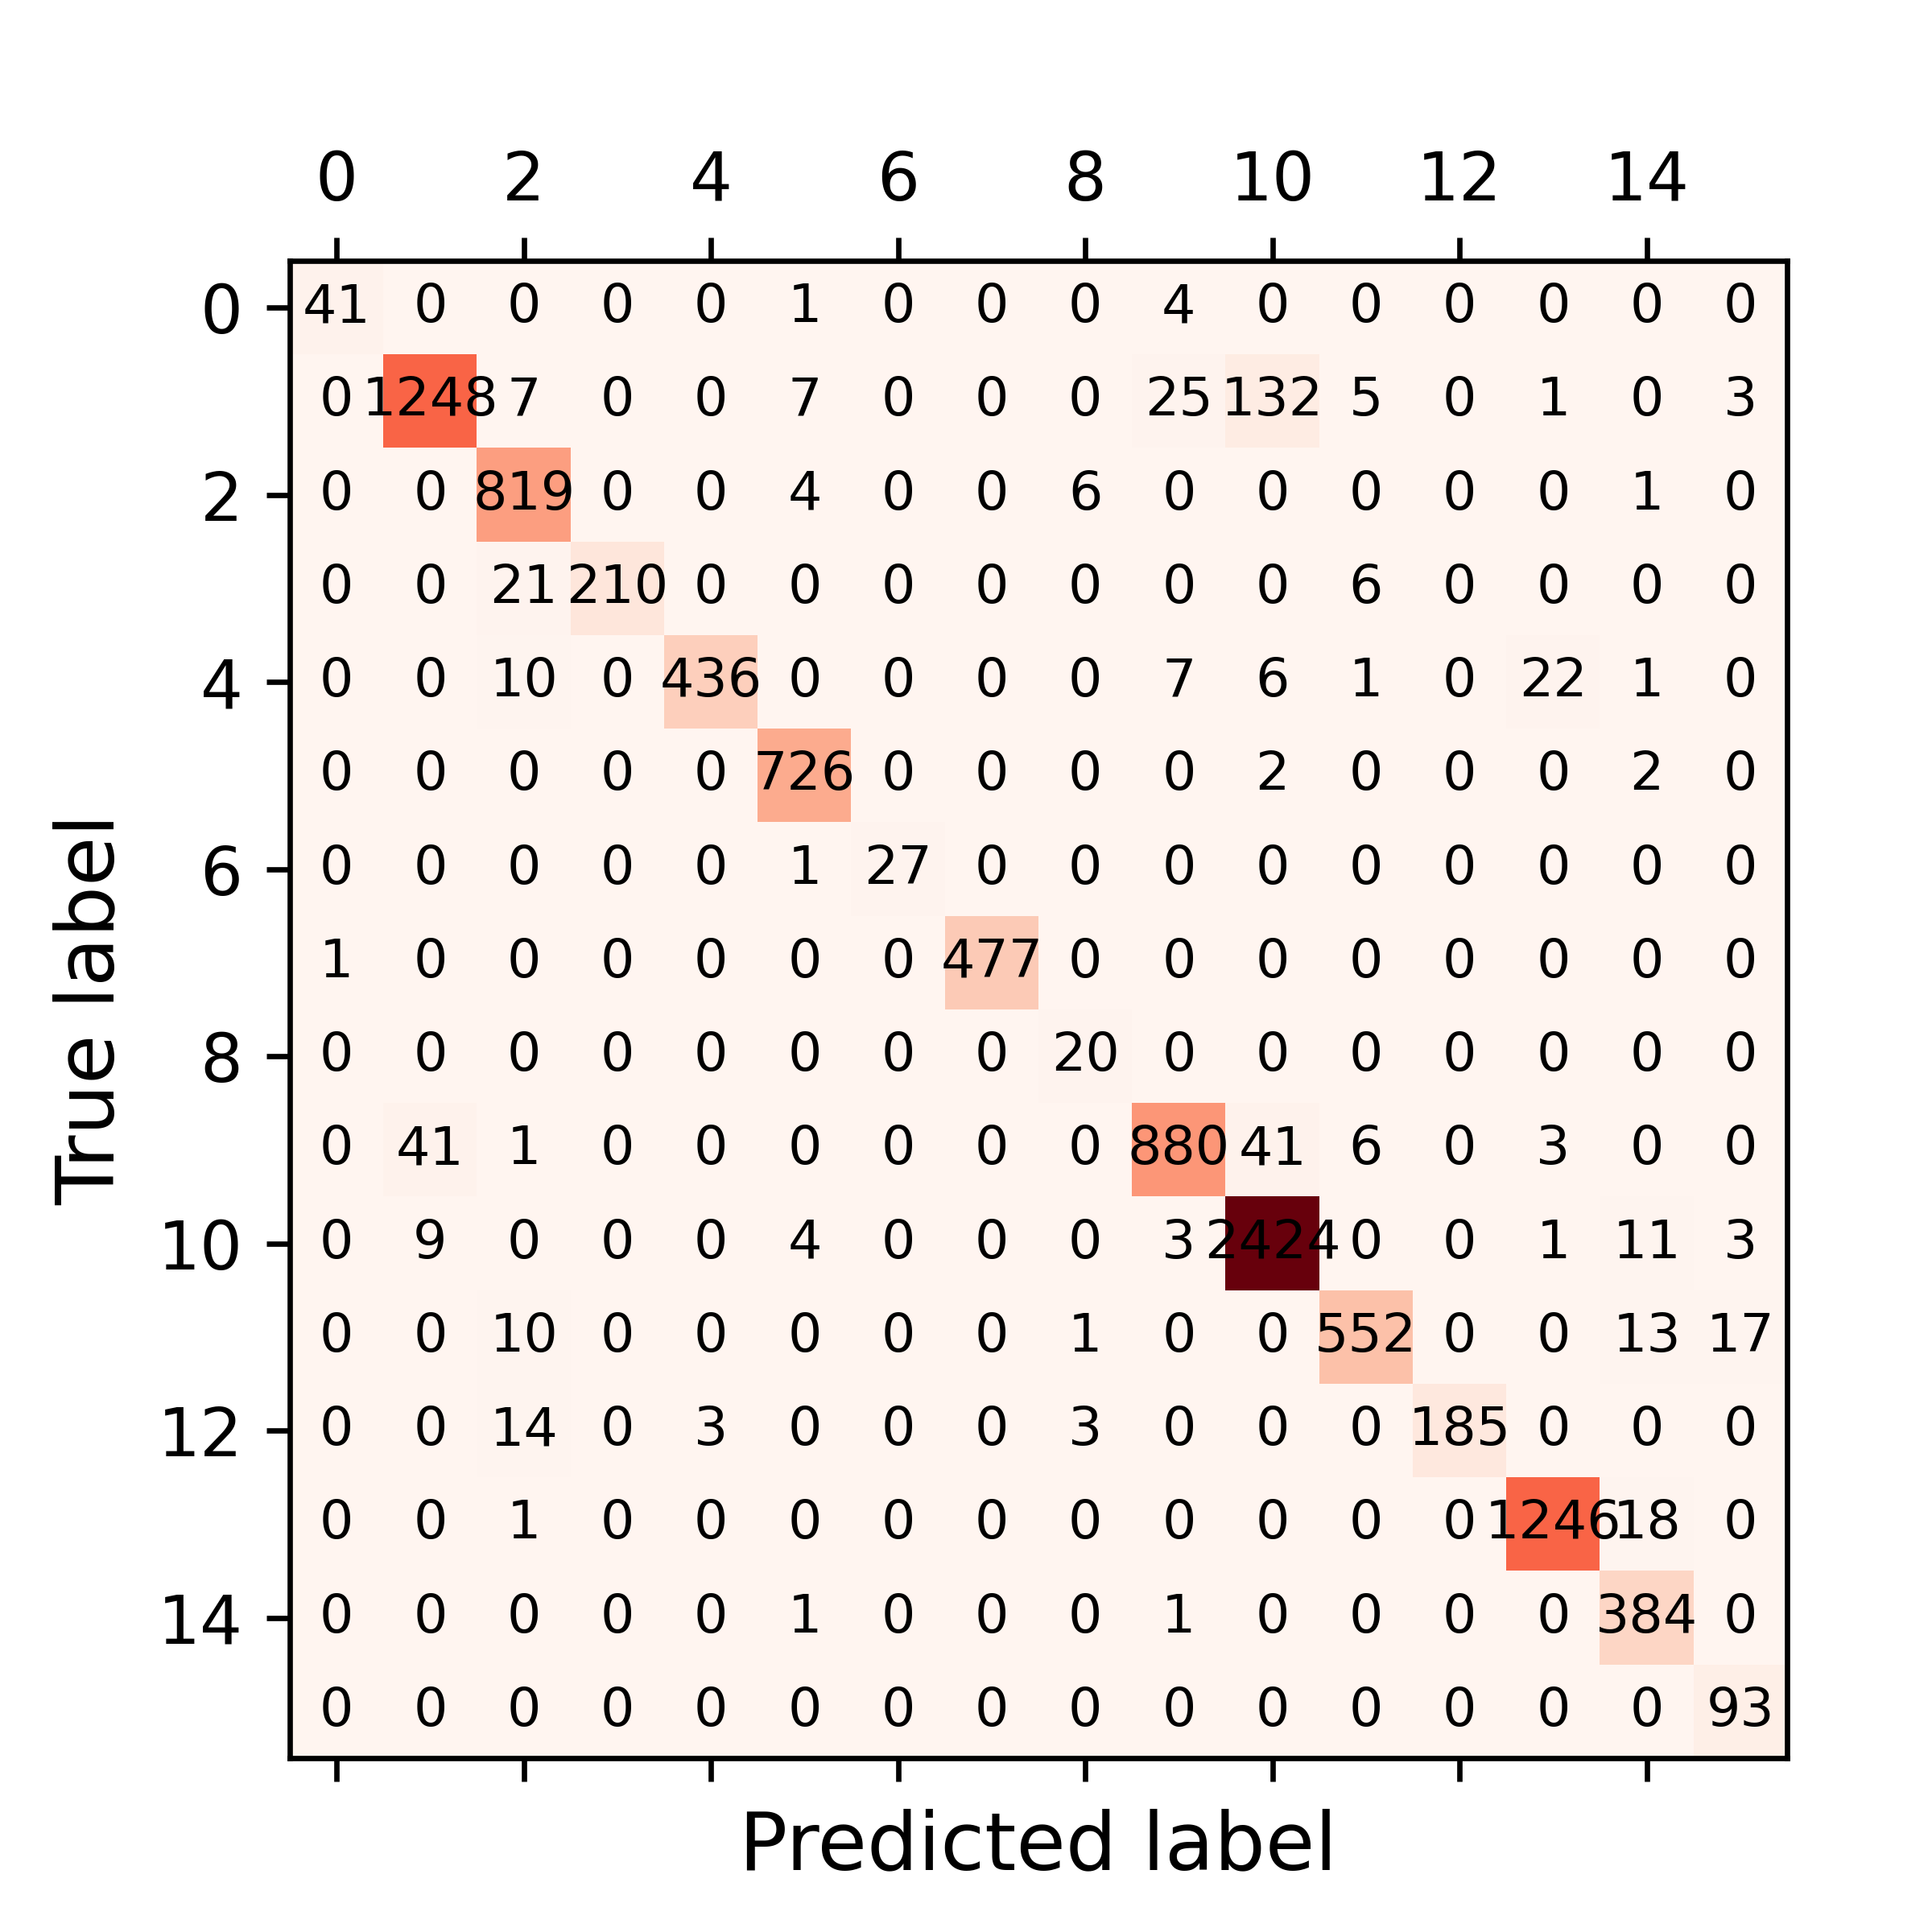 0 2 4 6 8 10 12 14
0 41 0 0 0 0 1 0 0 0 4 0 0 0 0 0 0
0 1248 7 0 0 7 0 0 0 25 132 5 0 1 0 3
2 0 0 819 0 0 4 0 0 6 0 0 0 0 0 1 0
0 0 21 210 0 0 0 0 0 0 0 6 0 0 0 0
4 0 0 10 0 436 0 0 0 0 7 6 1 0 22 1 0
0 0 0 0 0 726 0 0 0 0 2 0 0 0 2 0
6 0 0 0 0 0 1 27 0 0 0 0 0 0 0 0 0
1 0 0 0 0 0 0 477 0 0 0 0 0 0 0 0
8 0 0 0 0 0 0 0 0 20 0 0 0 0 0 0 0
0 41 1 0 0 0 0 0 0 880 41 6 0 3 0 0
10 0 9 0 0 0 4 0 0 0 3 2424 0 0 1 11 3
0 0 10 0 0 0 0 0 1 0 0 552 0 0 13 17
12 0 0 14 0 3 0 0 0 3 0 0 0 185 0 0 0
0 0 1 0 0 0 0 0 0 0 0 0 0 1246 18 0
14 0 0 0 0 0 1 0 0 0 1 0 0 0 0 384 0
0 0 0 0 0 0 0 0 0 0 0 0 0 0 0 93
True label
Predicted label